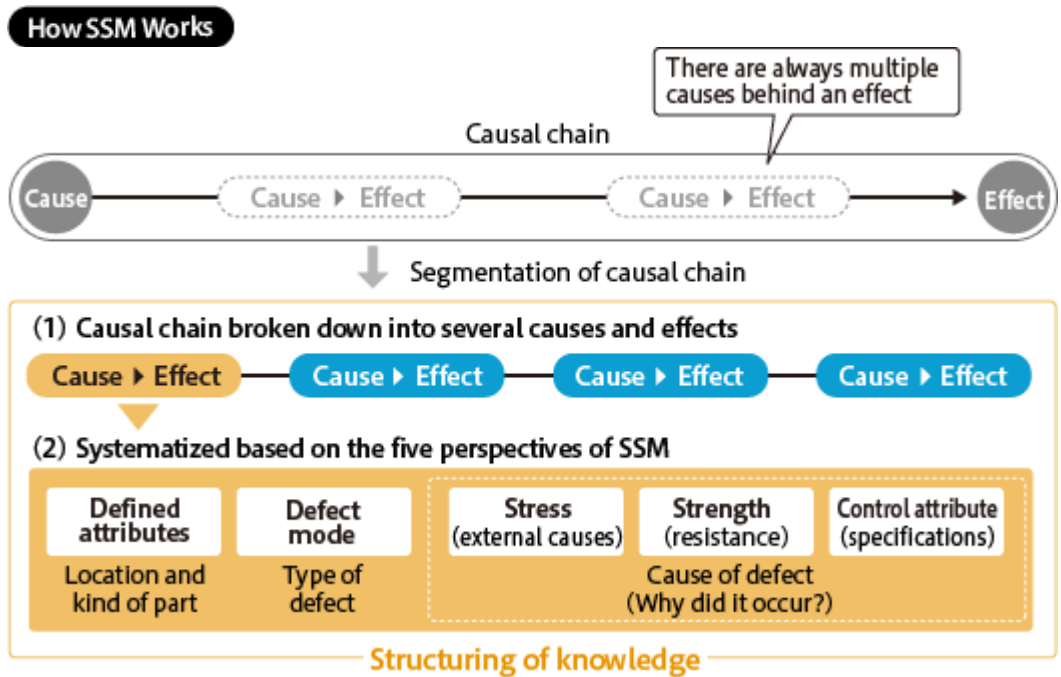 How SSM Works
There are always multiple
causes behind an effect
Causal chain
Cause
Cause ▶ Effect
Cause ▶ Effect
Effect
Segmentation of causal chain
(1) Causal chain broken down into several causes and effects
Cause ▶ Effect
Cause ▶ Effect
Cause ▶ Effect
Cause ▶ Effect
(2) Systematized based on the five perspectives of SSM
Defined
attributes
Location and
kind of part
Defect
mode
Type of
defect
Stress
(external causes)
Strength
(resistance)
Control attribute
(specifications)
Cause of defect
(Why did it occur?)
Structuring of knowledge